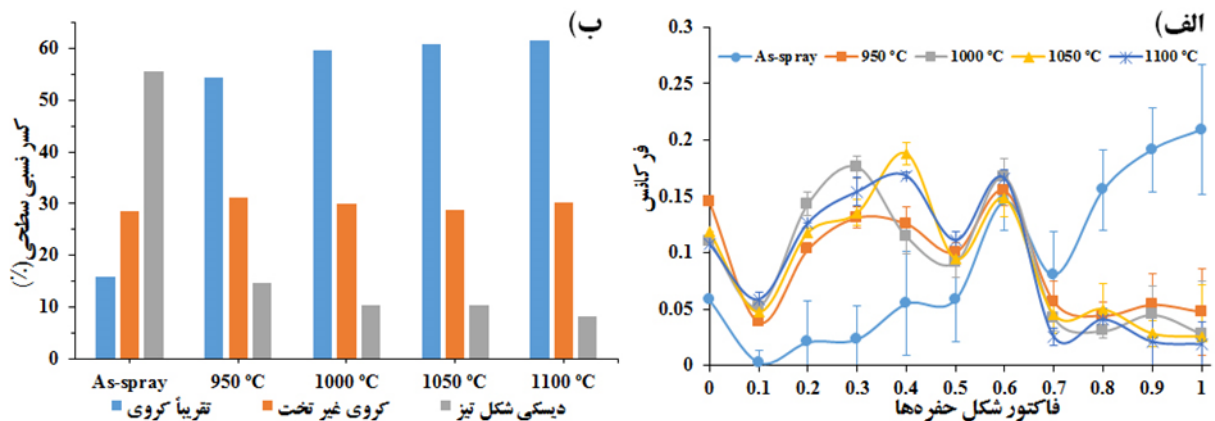 الف)
As-spray 950 °C 1000 °C 1050 °C 1100 °C
فرکانس
0.3
0.25
0.2
0.15
0.1
0.05
0
0 0.1 0.2 0.3 0.4 0.5 0.6 0.7 0.8 0.9 1
فاکتور شکل حفره‌ها
ب)
کسر نسبی سطحی(٪)
60
50
40
30
20
10
0
As-spray 950 °C 1000 °C 1050 °C 1100 °C
تقریباً کروی کروی غیر تخت دیسکی شکل تیز